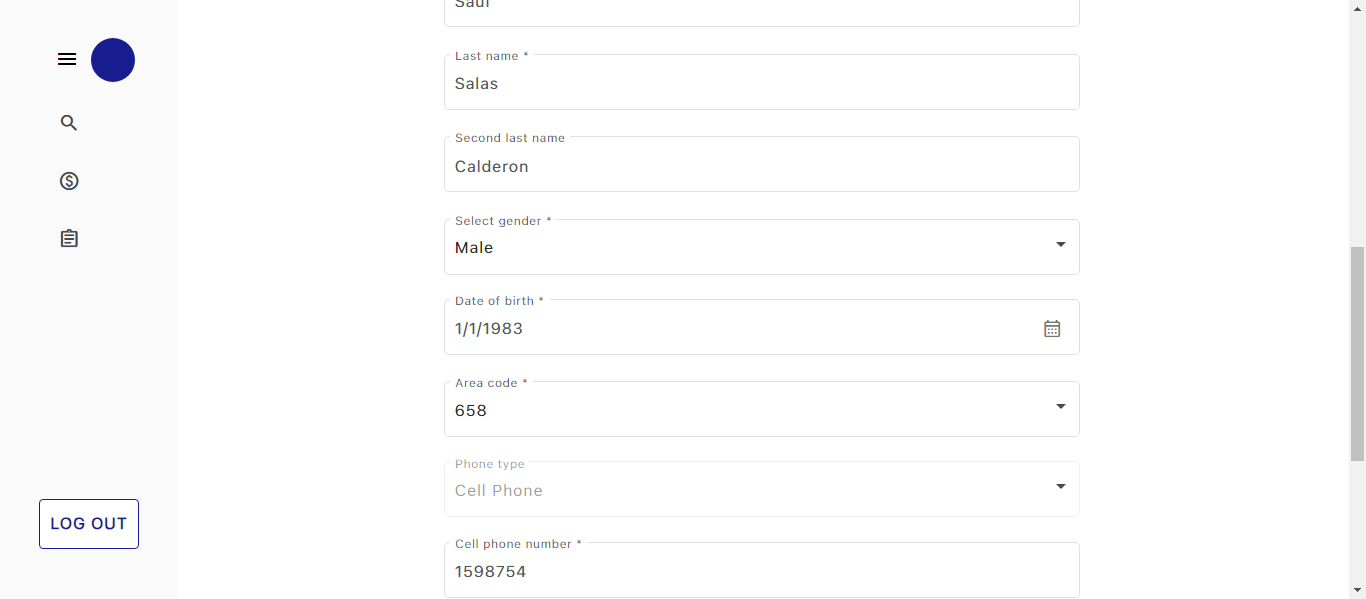 Saul
Last name *
Salas
Second last name
Calderon
Select gender *
Male
Date of birth *
1/1/1983
Area code *
658
Phone type
Cell Phone
Cell phone number *
1598754
LOG OUT